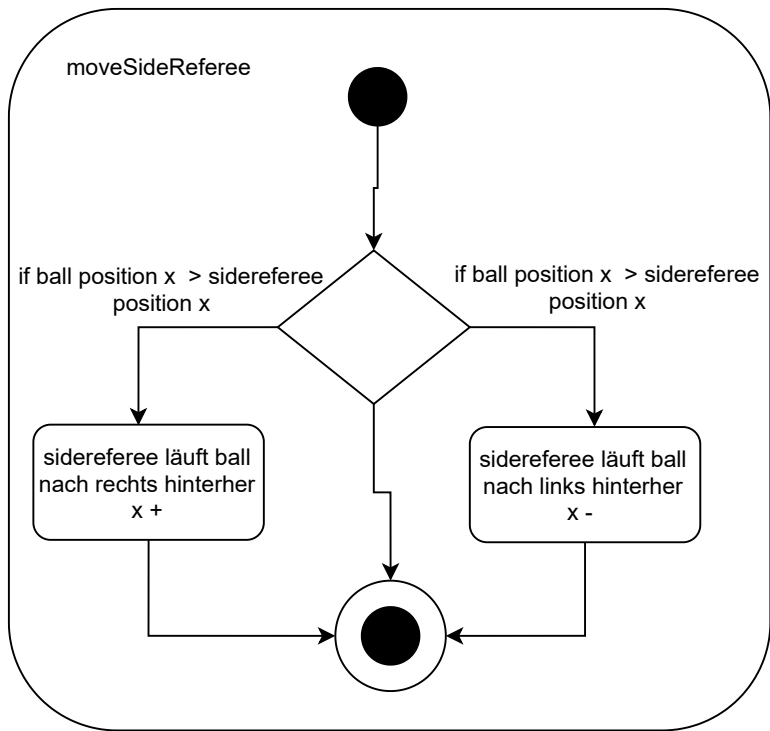 moveSideReferee
if ball position x  > sidereferee
position x
if ball position x  > sidereferee
position x
sidereferee läuft ball
nach rechts hinterher
x +
sidereferee läuft ball
nach links hinterher
x -